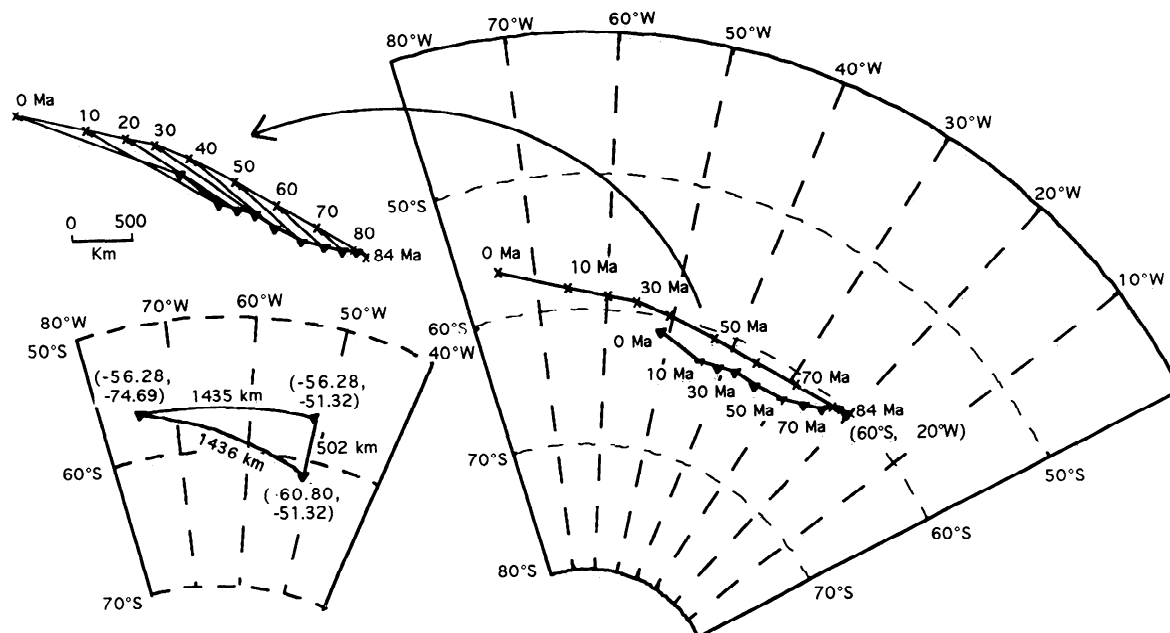 0 Ma
10
20
30
40
50
60
70
80
84 Ma
0 500
Km
80°W
70°W
60°W
50°W
40°W
30°W
20°W
10°W
50°S
60°S
70°S
80°S
50°S
60°S
70°S
0 Ma
10 Ma
30 Ma
50 Ma
70 Ma
84 Ma
(60°S, 20°W)
0 Ma
10 Ma
30 Ma
50 Ma
70 Ma
80°W
70°W
60°W
50°W
40°W
50°S
60°S
70°S
(-56.28,
-74.69)
1435 km
(-56.28,
-51.32)
1436 km
502 km
(-60.80,
-51.32)